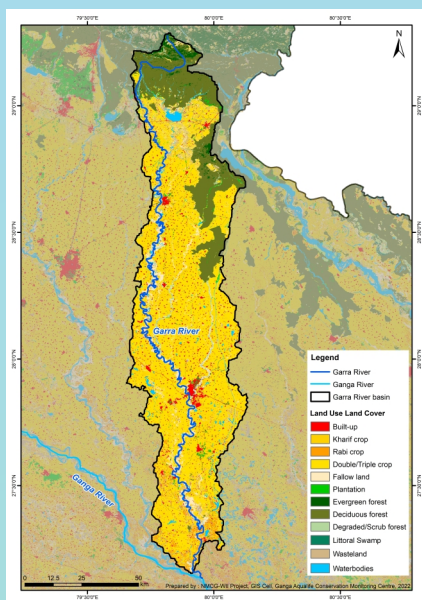 79°30'0"E
80°0'0"E
80°30'0"E
N
29°0'0"N
29°0'0"N
28°30'0"N
28°30'0"N
28°0'0"N
28°0'0"N
27°30'0"N
27°30'0"N
Garra River
Ganga River
Legend
Garra River
Ganga River
Garra River basin
Land Use Land Cover
Built-up
Kharif crop
Rabi crop
Double/Triple crop
Fallow land
Plantation
Evergreen forest
Deciduous forest
Degraded/Scrub forest
Littoral Swamp
Wasteland
Waterbodies
0 12.5 25 50
km
Prepared by : NMCG-WII Project, GIS Cell, Ganga Aqualife Conservation Monitoring Centre, 2022
79°30'0"E
80°0'0"E
80°30'0"E